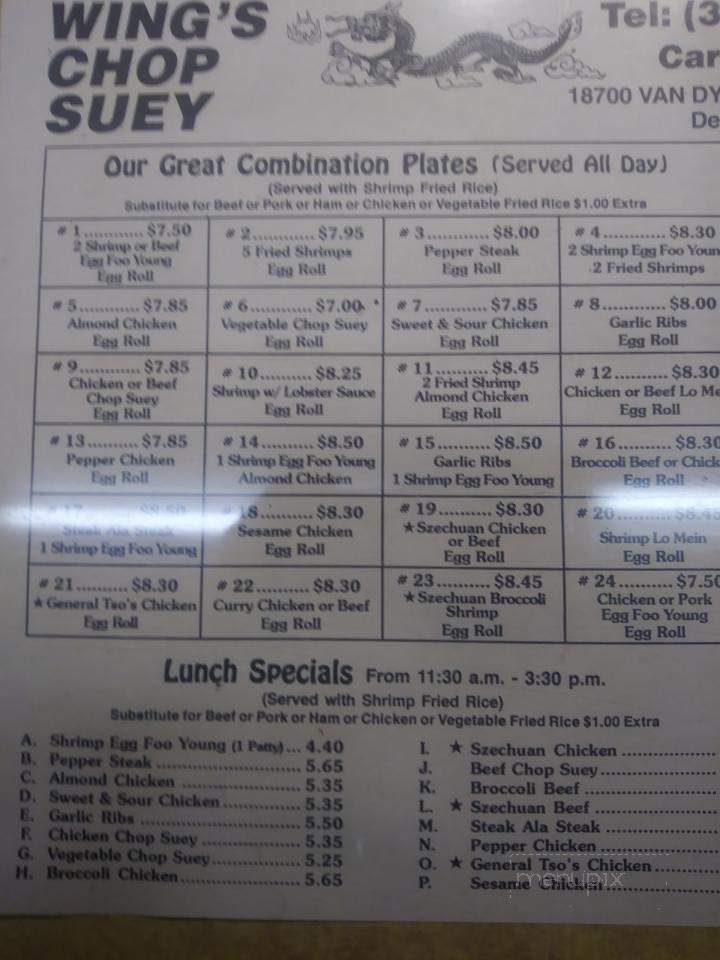 WING'S
CHOP
SUEY
Tel: (3
Car
18700 VAN DY
De
Our Great Combination Plates (Served All Day)
(Served with Shrimp Fried Rice)
Substitute for Beef or Pork or Ham or Chicken or Vegetable Fried Rice $1.00 Extra
# 1............ $7.50
2 Shrimp or Beef
Egg Foo Young
Egg Roll
# 2............ $7.95
5 Fried Shrimps
Egg Roll
# 3............ $8.00
Pepper Steak
Egg Roll
# 4............ $8.30
2 Shrimp Egg Foo Youn
2 Fried Shrimps
# 5............ $7.85
Almond Chicken
Egg Roll
# 6............ $7.00
Vegetable Chop Suey
Egg Roll
# 7............ $7.85
Sweet & Sour Chicken
Egg Roll
# 8............ $8.00
Garlic Ribs
Egg Roll
# 9............ $7.85
Chicken or Beef
Chop Suey
Egg Roll
# 10.......... $8.25
Shrimp w/ Lobster Sauce
Egg Roll
# 11.......... $8.45
2 Fried Shrimp
Almond Chicken
Egg Roll
# 12.......... $8.30
Chicken or Beef Lo Me
Egg Roll
# 13.......... $7.85
Pepper Chicken
Egg Roll
# 14.......... $8.50
1 Shrimp Egg Foo Young
Almond Chicken
# 15.......... $8.50
Garlic Ribs
1 Shrimp Egg Foo Young
# 16.......... $8.30
Broccoli Beef or Chick
Egg Roll
# 17.......... $8.50
Steak Ala Steak
1 Shrimp Egg Foo Young
# 18.......... $8.30
Sesame Chicken
Egg Roll
# 19.......... $8.30
★Szechuan Chicken
or Beef
Egg Roll
# 20.......... $8.45
Shrimp Lo Mein
Egg Roll
# 21.......... $8.30
★General Tso's Chicken
Egg Roll
# 22.......... $8.30
Curry Chicken or Beef
Egg Roll
# 23.......... $8.45
★Szechuan Broccoli
Shrimp
Egg Roll
# 24.......... $7.50
Chicken or Pork
Egg Foo Young
Egg Roll
Lunch Specials From 11:30 a.m. - 3:30 p.m.
(Served with Shrimp Fried Rice)
Substitute for Beef or Pork or Ham or Chicken or Vegetable Fried Rice $1.00 Extra
A. Shrimp Egg Foo Young (1 Patty)... 4.40
B. Pepper Steak ............................ 5.65
C. Almond Chicken ....................... 5.35
D. Sweet & Sour Chicken............... 5.35
E. Garlic Ribs ............................... 5.50
F. Chicken Chop Suey ................... 5.35
G. Vegetable Chop Suey................. 5.25
H. Broccoli Chicken....................... 5.65
I. ★ Szechuan Chicken ................
J. Beef Chop Suey....................
K. Broccoli Beef ......................
L. ★ Szechuan Beef .....................
M. Steak Ala Steak ...................
N. Pepper Chicken ....................
O. ★ General Tso's Chicken...........
P. Sesame Chicken...................
menupix